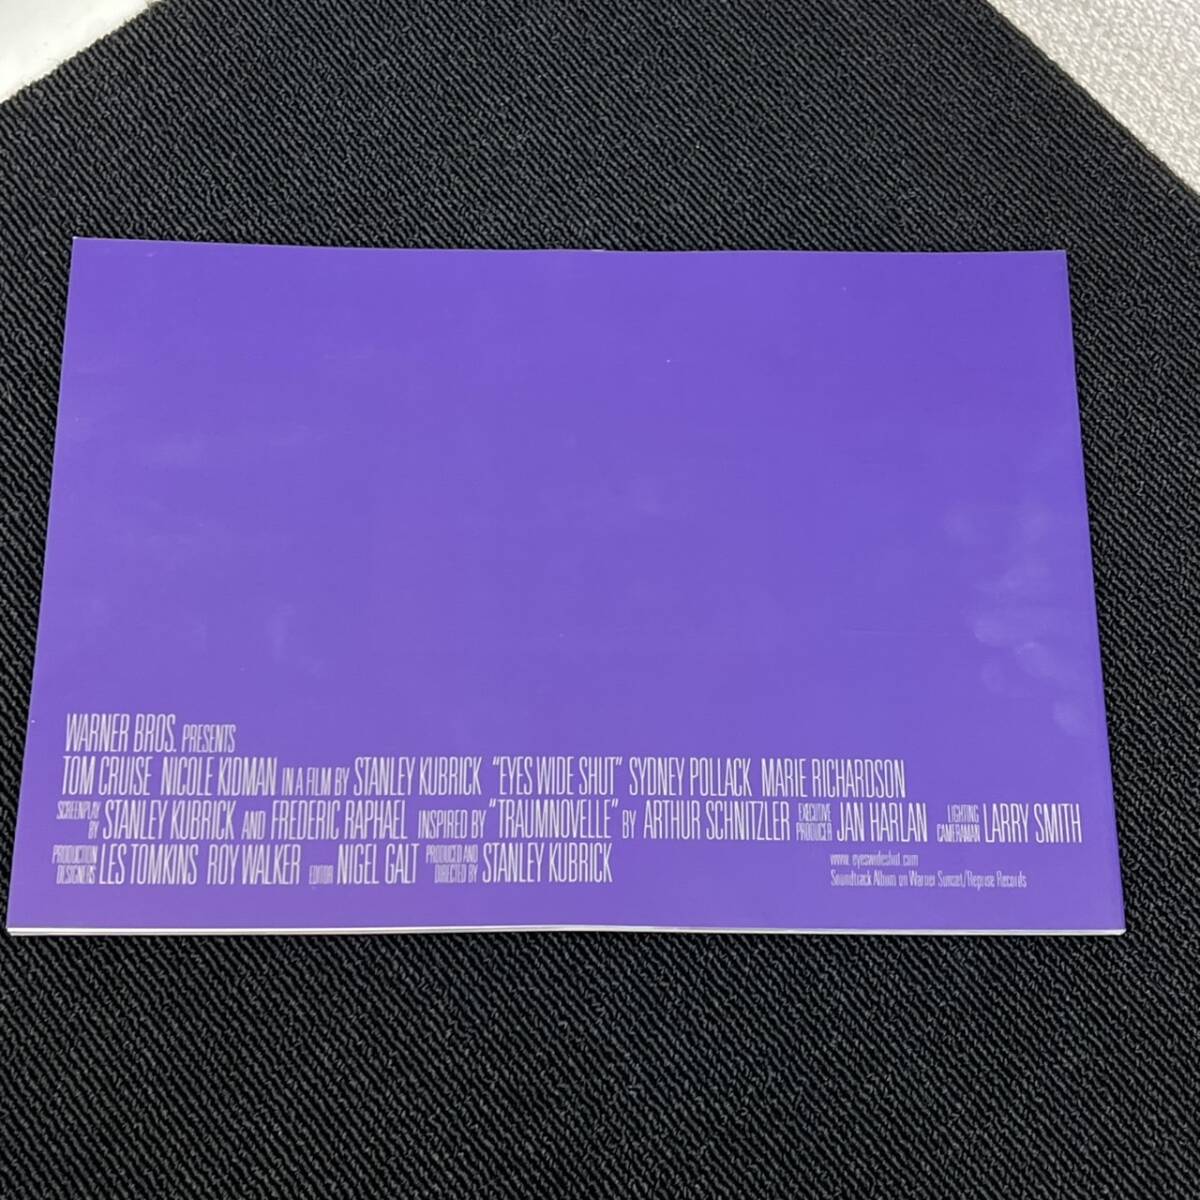 WARNER BROS. PRESENTS
TOM CRUISE NICOLE KIDMAN IN A FILM BY STANLEY KUBRICK "EYES WIDE SHUT" SYDNEY POLLACK MARIE RICHARDSON
SCREENPLAY BY STANLEY KUBRICK AND FREDERIC RAPHAEL INSPIRED BY "TRAUMNOVELLE" BY ARTHUR SCHNITZLER EXECUTIVE PRODUCER JAN HARLAN LIGHTING CAMERAMAN LARRY SMITH
PRODUCTION DESIGNERS LES TOMKINS ROY WALKER EDITOR NIGEL GALT PRODUCED AND DIRECTED BY STANLEY KUBRICK
www.eyeswideshut.com
Soundtrack Album on Warner Sunset/Reprise Records